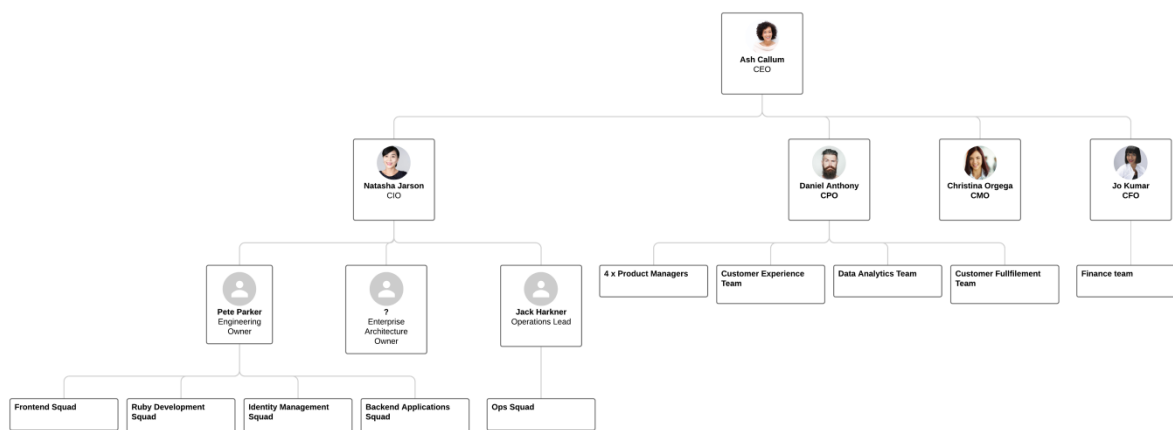 Ash Callum
CEO
Natasha Jarson
CIO
Daniel Anthony
CPO
Christina Orgega
CMO
Jo Kumar
CFO
Pete Parker
Engineering
Owner
?
Enterprise
Architecture
Owner
Jack Harkner
Operations Lead
4 x Product Managers
Customer Experience
Team
Data Analytics Team
Customer Fullfilement
Team
Finance team
Frontend Squad
Ruby Development
Squad
Identity Management
Squad
Backend Applications
Squad
Ops Squad